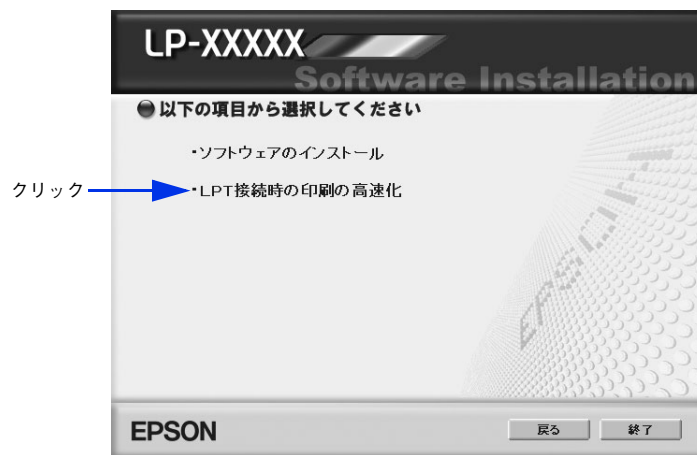 LP-XXXXX
Software Installation
以下の項目から選択してください
・ソフトウェアのインストール
クリック
・LPT接続時の印刷の高速化
EPSON
EPSON
戻る
終了